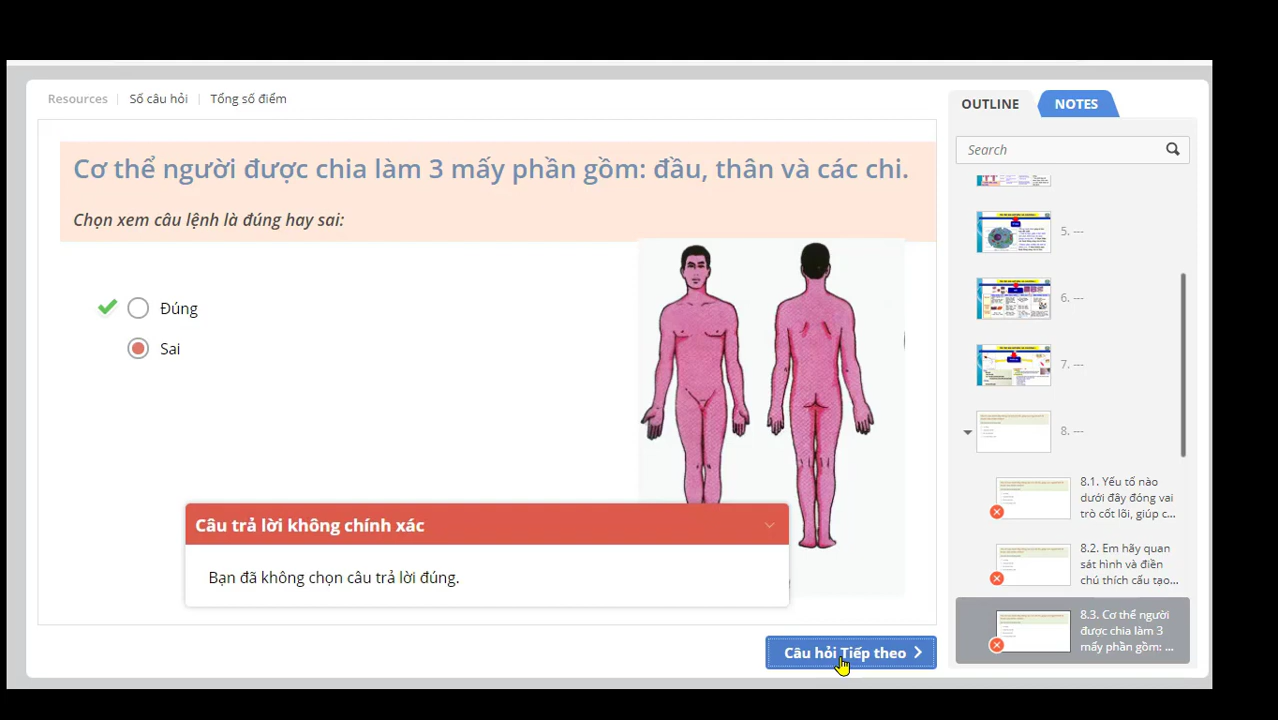 Resources
Số câu hỏi
Tổng số điểm
Cơ thể người được chia làm 3 mấy phần gồm: đầu, thân và các chi.
Chọn xem câu lệnh là đúng hay sai:
Đúng
Sai
Câu trả lời không chính xác
Bạn đã không chọn câu trả lời đúng.
Câu hỏi Tiếp theo
OUTLINE
NOTES
Search
5. ---
6. ---
7. ---
8. ---
8.1. Yếu tố nào
dưới đây đóng vai
trò cốt lõi, giúp c...
8.2. Em hãy quan
sát hình và điền
chú thích cấu tạo...
8.3. Cơ thể người
được chia làm 3
mấy phần gồm: ...